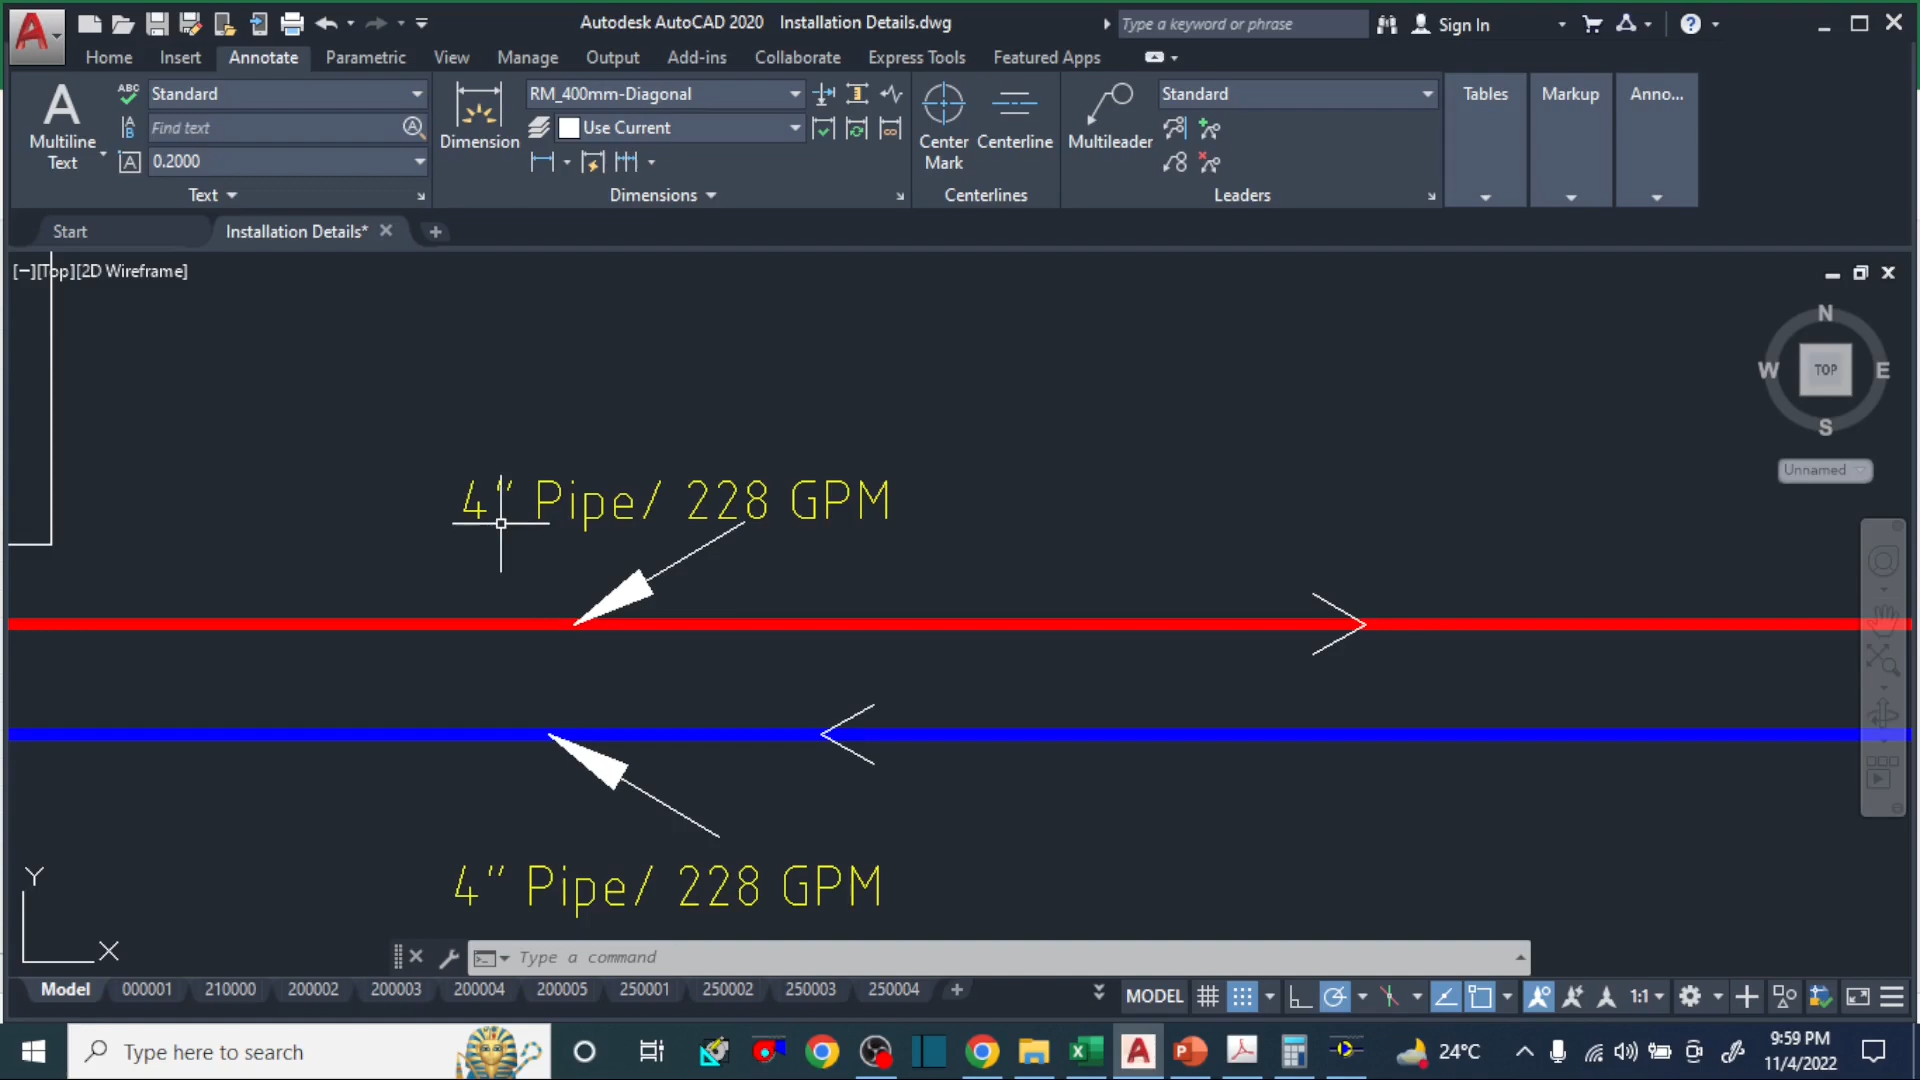 Autodesk AutoCAD 2020 Installation Details.dwg
Type a keyword or phrase
Sign In
Home Insert Annotate Parametric View Manage Output Add-ins Collaborate Express Tools Featured Apps
Multiline Text
ABC Standard
Find text
0.2000
Text
Dimension
RM_400mm-Diagonal
Use Current
Dimensions
Center Mark
Centerline
Centerlines
Multileader
Standard
Leaders
Tables
Markup
Anno...
Start Installation Details*
[−][Top][2D Wireframe]
N
W TOP E
S
Unnamed
4" Pipe/ 228 GPM
4" Pipe/ 228 GPM
Y
X
Type a command
Model 000001 210000 200002 200003 200004 200005 250001 250002 250003 250004
MODEL 1:1
Type here to search
24°C
9:59 PM
11/4/2022